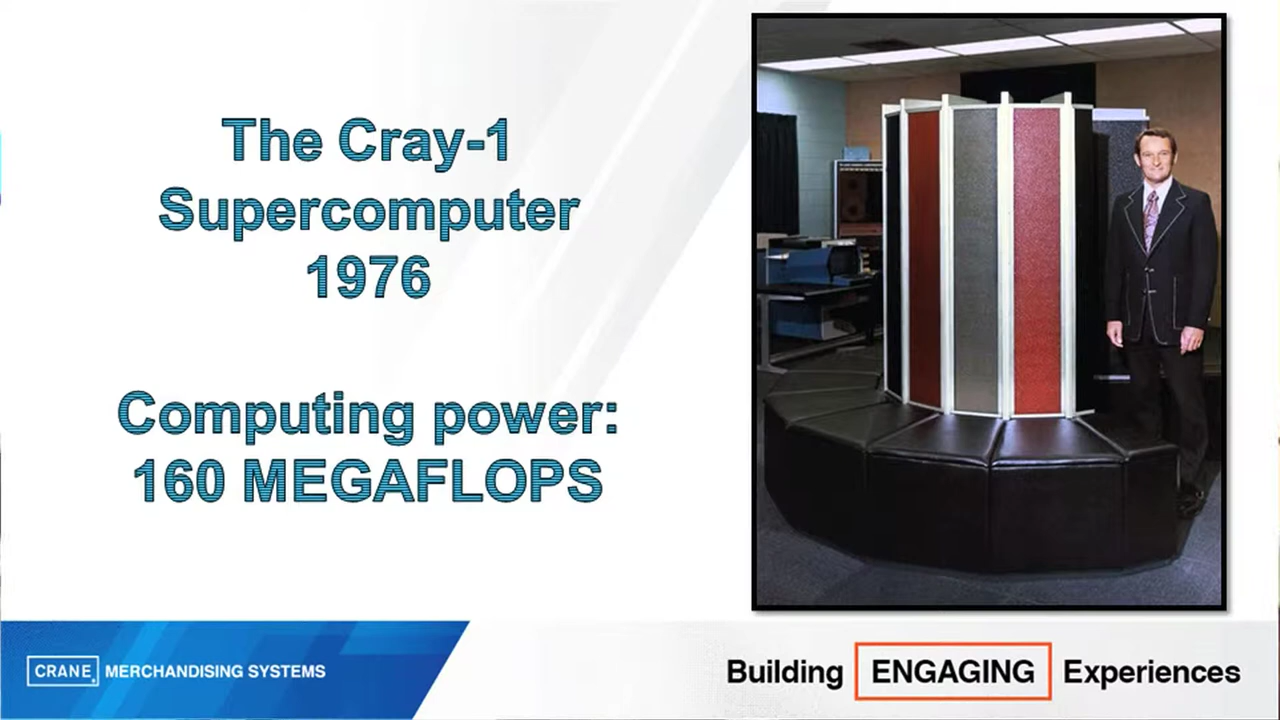 The Cray-1
Supercomputer
1976
Computing power:
160 MEGAFLOPS
CRANE® MERCHANDISING SYSTEMS
Building ENGAGING Experiences